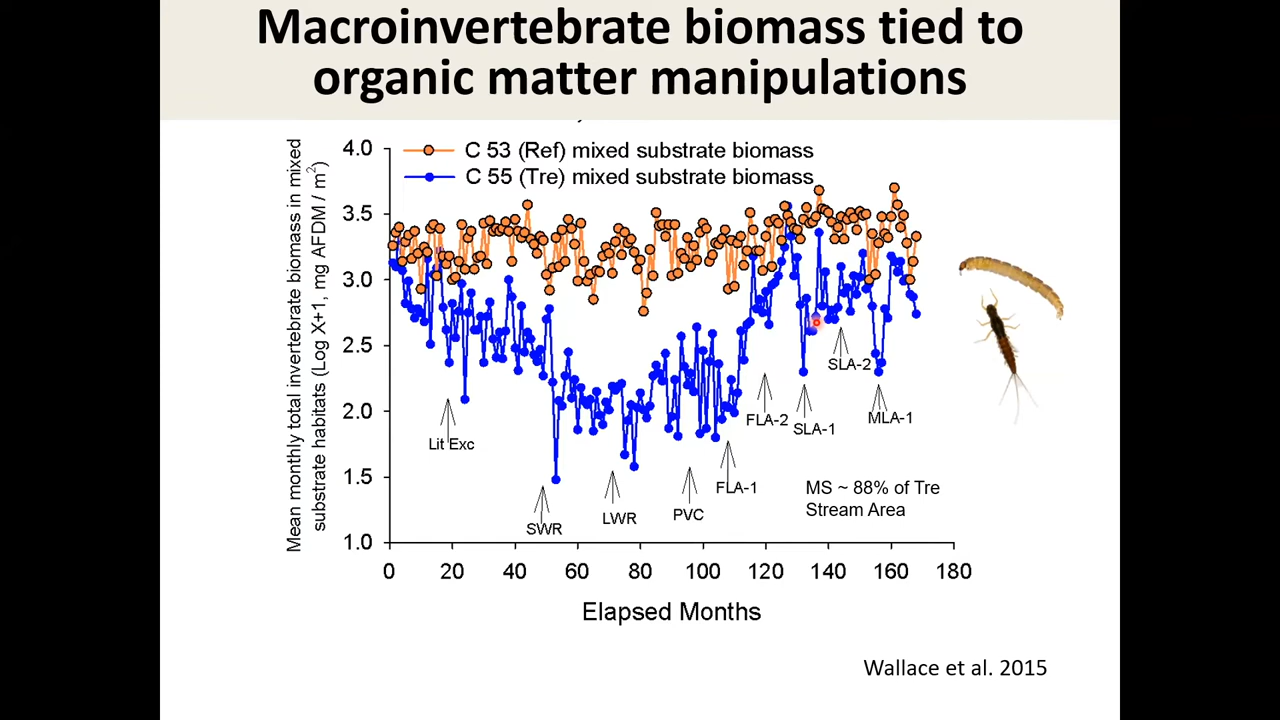 Macroinvertebrate biomass tied to
organic matter manipulations
Mean monthly total invertebrate biomass in mixed
substrate habitats (Log X+1, mg AFDM / m²)
C 53 (Ref) mixed substrate biomass
C 55 (Tre) mixed substrate biomass
4.0
3.5
3.0
2.5
2.0
1.5
1.0
Lit Exc
SWR
LWR
PVC
FLA-1
FLA-2
SLA-1
SLA-2
MLA-1
MS ~ 88% of Tre
Stream Area
0 20 40 60 80 100 120 140 160 180
Elapsed Months
Wallace et al. 2015